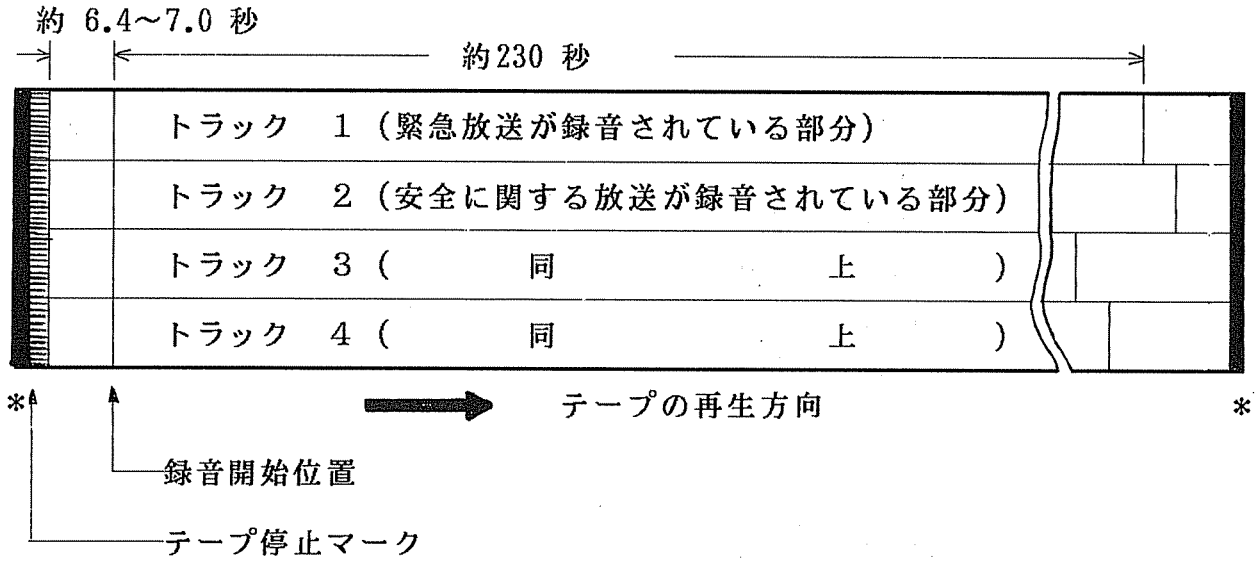 約 6.4～7.0 秒
約230 秒
トラック 1 (緊急放送が録音されている部分)
トラック 2 (安全に関する放送が録音されている部分)
トラック 3 ( 同 上 )
トラック 4 ( 同 上 )
* テープの再生方向 *
録音開始位置
テープ停止マーク